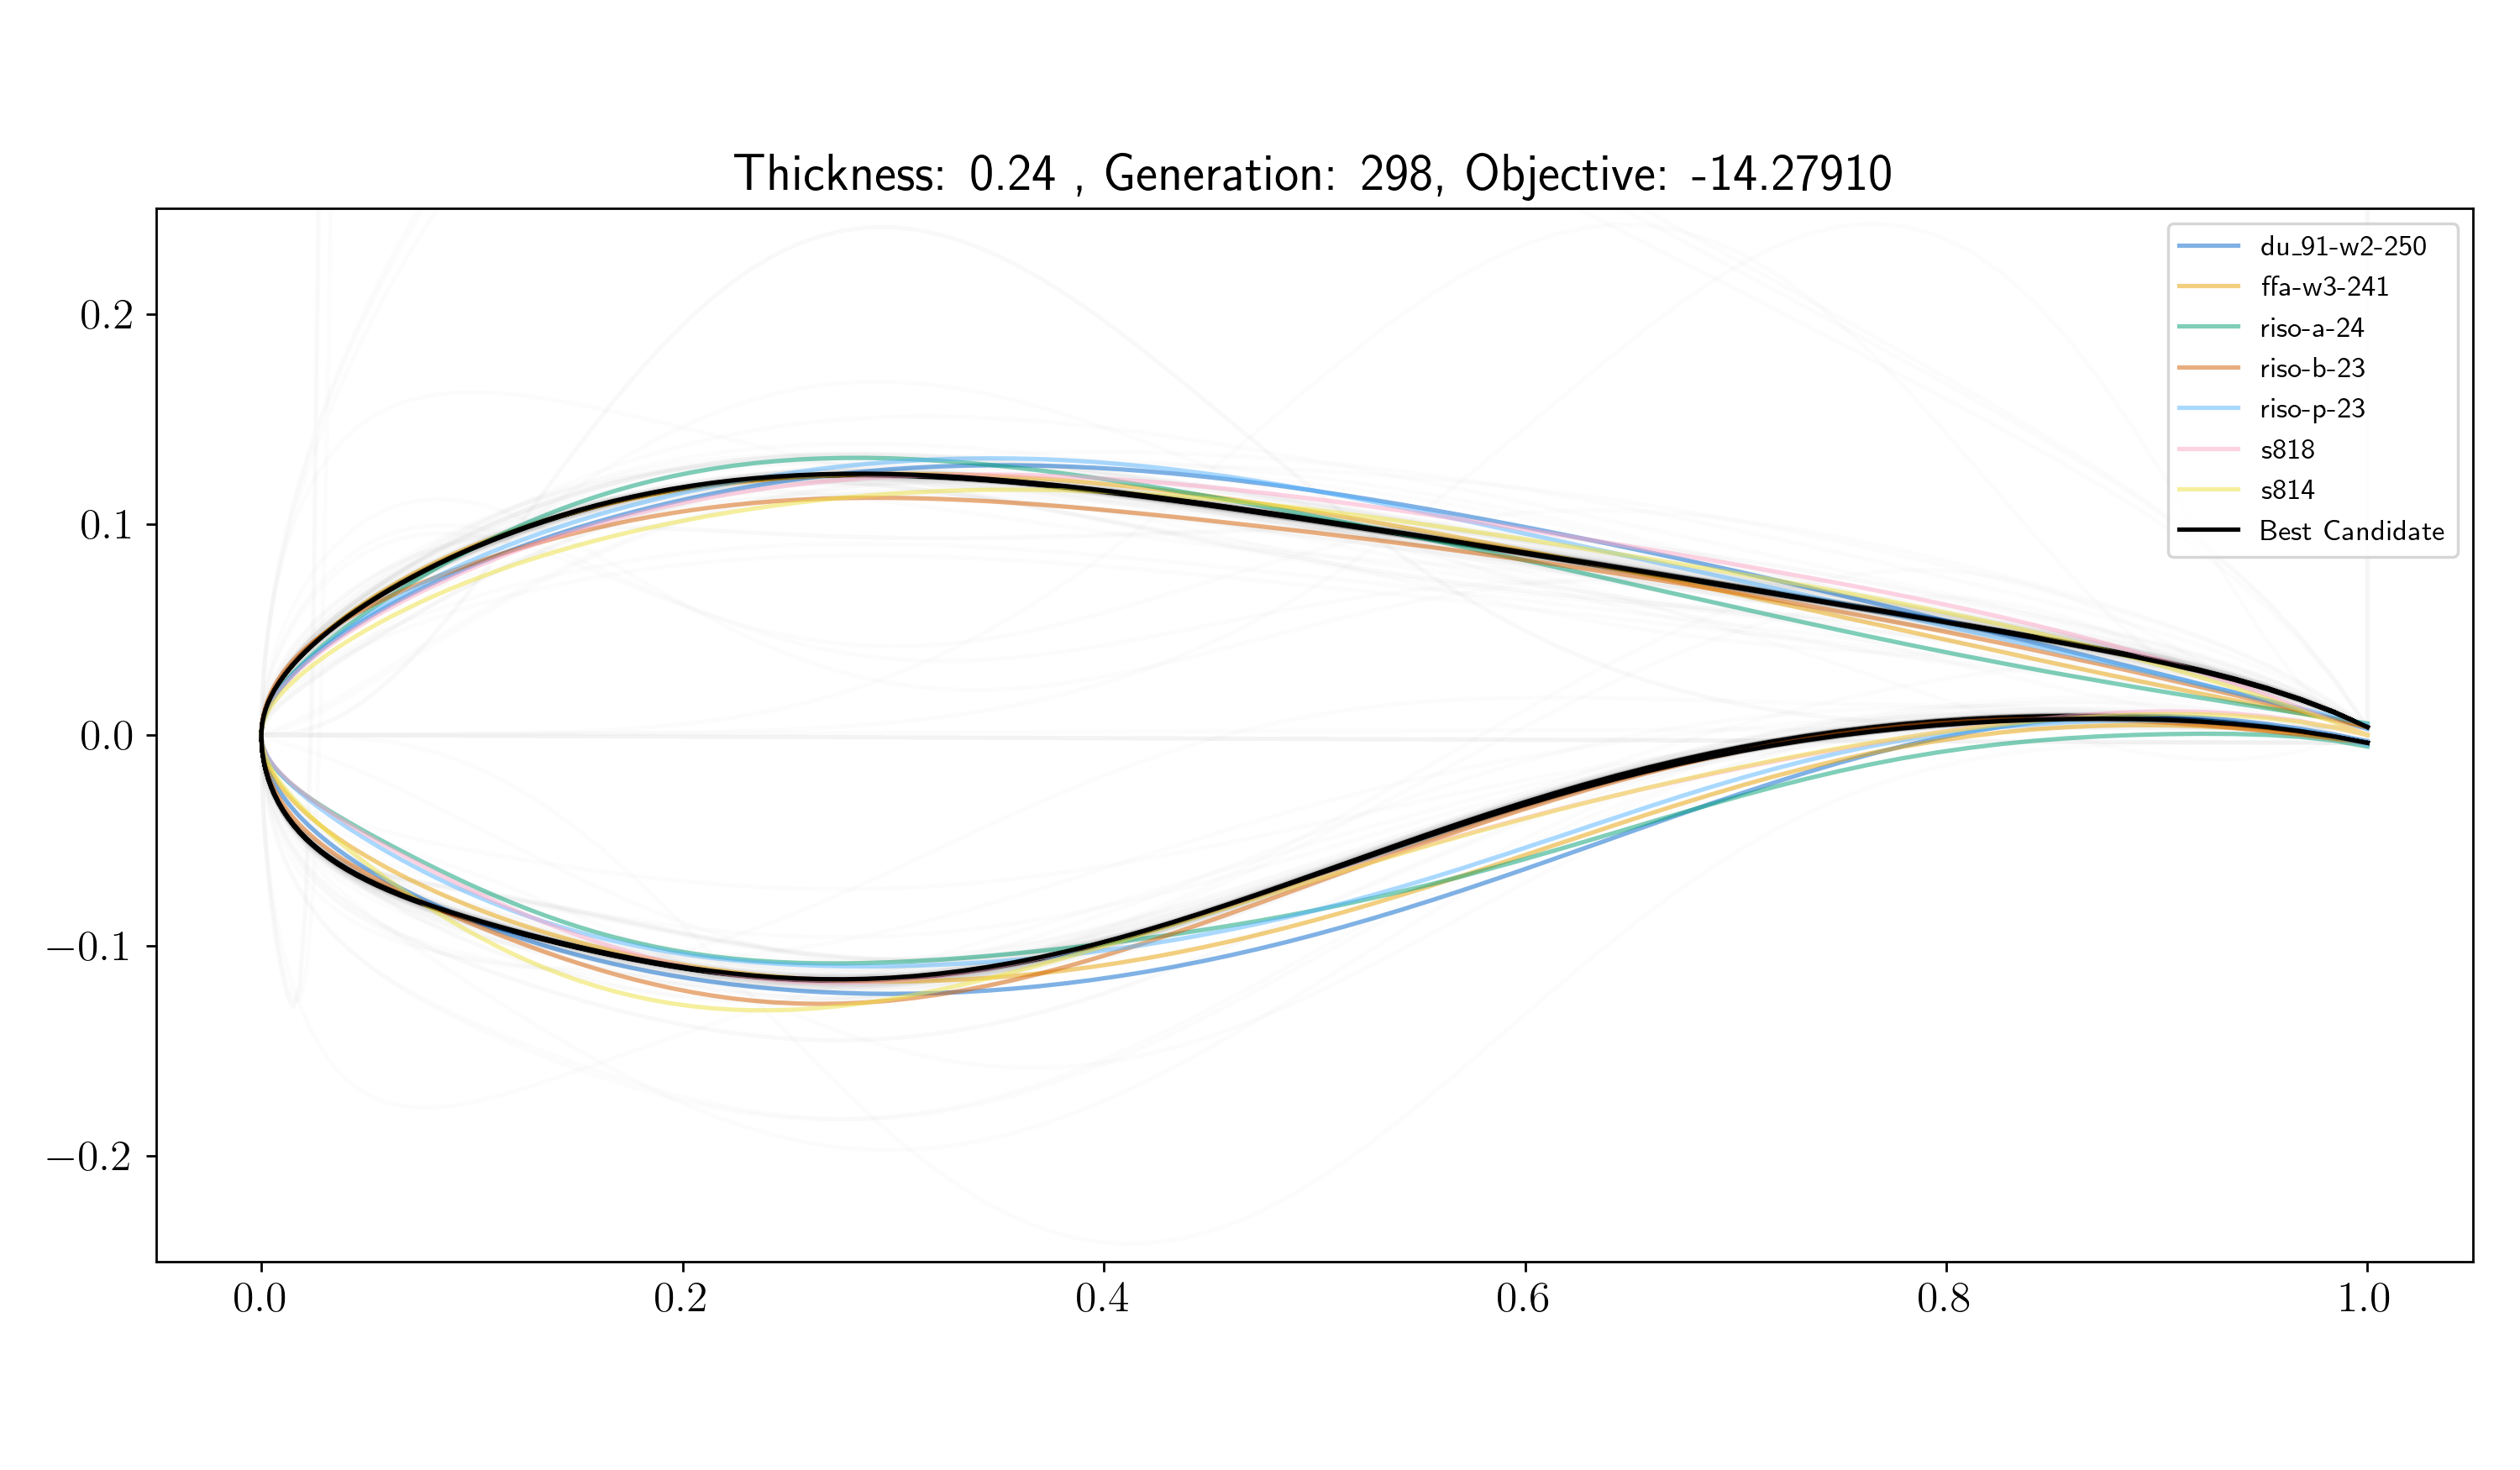 Thickness: 0.24 , Generation: 298, Objective: -14.27910
du_91-w2-250
ffa-w3-241
riso-a-24
riso-b-23
riso-p-23
s818
s814
Best Candidate
0.2
0.1
0.0
−0.1
−0.2
0.0 0.2 0.4 0.6 0.8 1.0